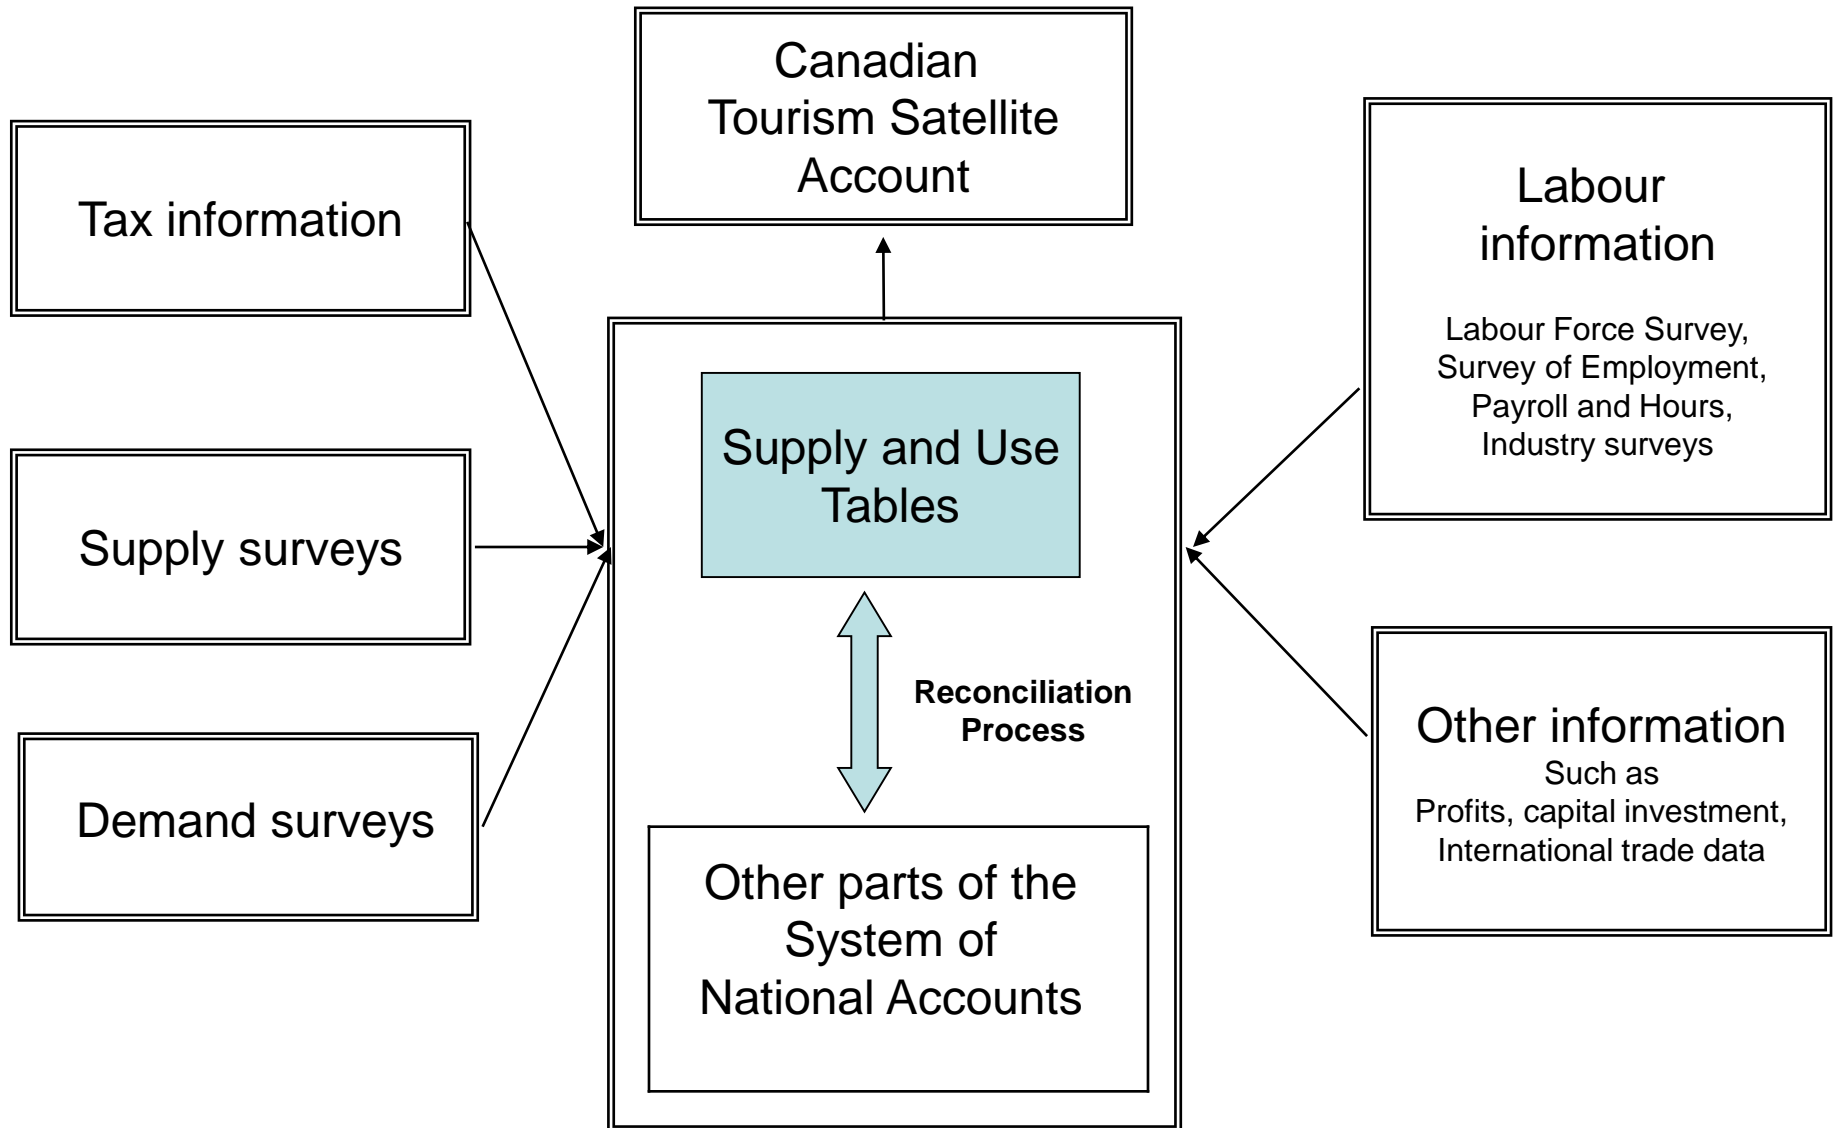 Canadian
Tourism Satellite
Account
Tax information
Supply surveys
Demand surveys
Supply and Use
Tables
Reconciliation
Process
Other parts of the
System of
National Accounts
Labour
information
Labour Force Survey,
Survey of Employment,
Payroll and Hours,
Industry surveys
Other information
Such as
Profits, capital investment,
International trade data